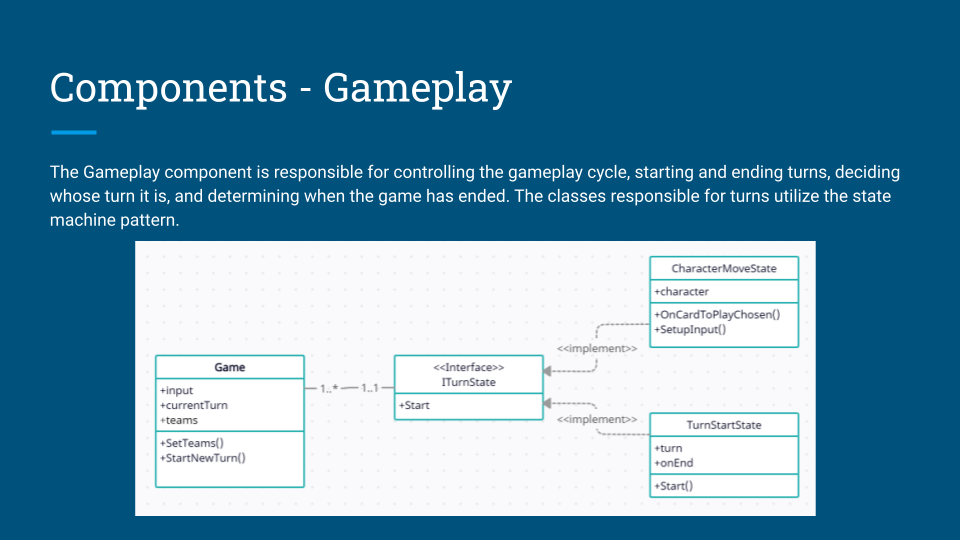 Components - Gameplay
The Gameplay component is responsible for controlling the gameplay cycle, starting and ending turns, deciding
whose turn it is, and determining when the game has ended. The classes responsible for turns utilize the state
machine pattern.
CharacterMoveState
+character
+OnCardToPlayChosen()
+SetupInput()
<<implement>>
Game
+input
+currentTurn
+teams
+SetTeams()
+StartNewTurn()
1..*
1..1
<<Interface>>
ITurnState
+Start
<<implement>>
TurnStartState
+turn
+onEnd
+Start()